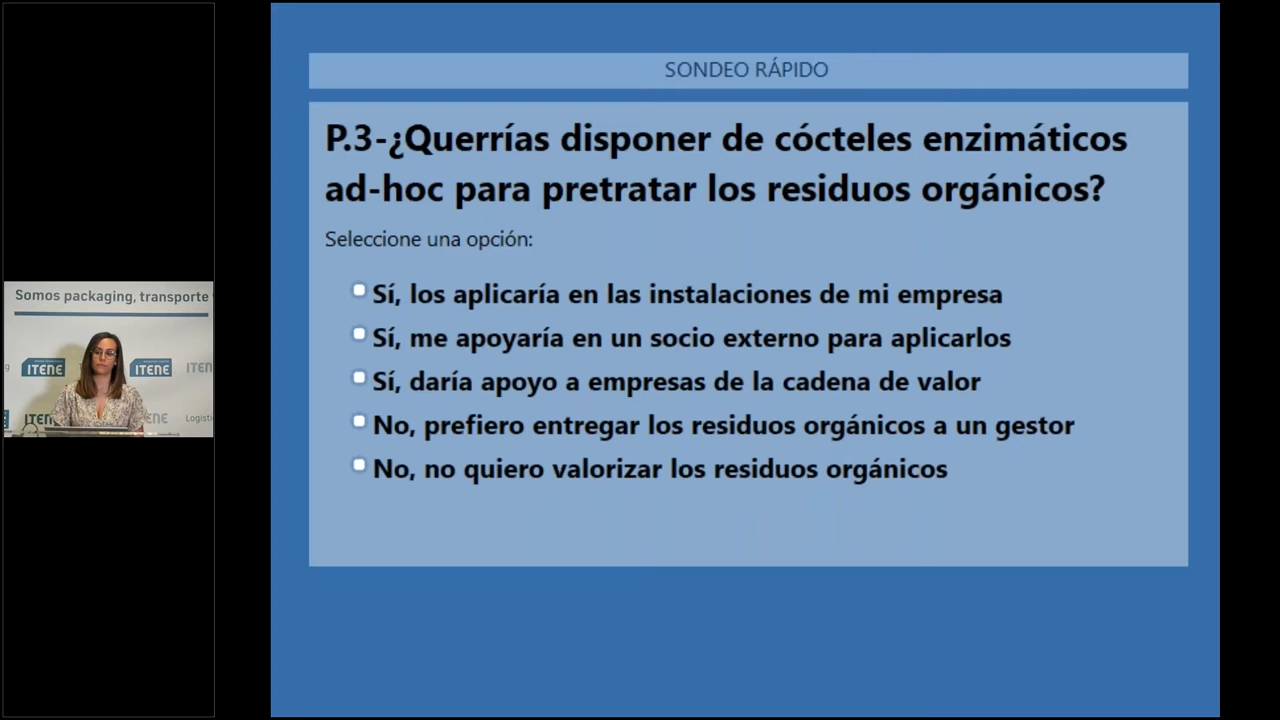 SONDEO RÁPIDO
P.3-¿Querrías disponer de cócteles enzimáticos
ad-hoc para pretratar los residuos orgánicos?
Seleccione una opción:
Sí, los aplicaría en las instalaciones de mi empresa
Sí, me apoyaría en un socio externo para aplicarlos
Sí, daría apoyo a empresas de la cadena de valor
No, prefiero entregar los residuos orgánicos a un gestor
No, no quiero valorizar los residuos orgánicos
Somos packaging, transporte
ITENE
ITENE